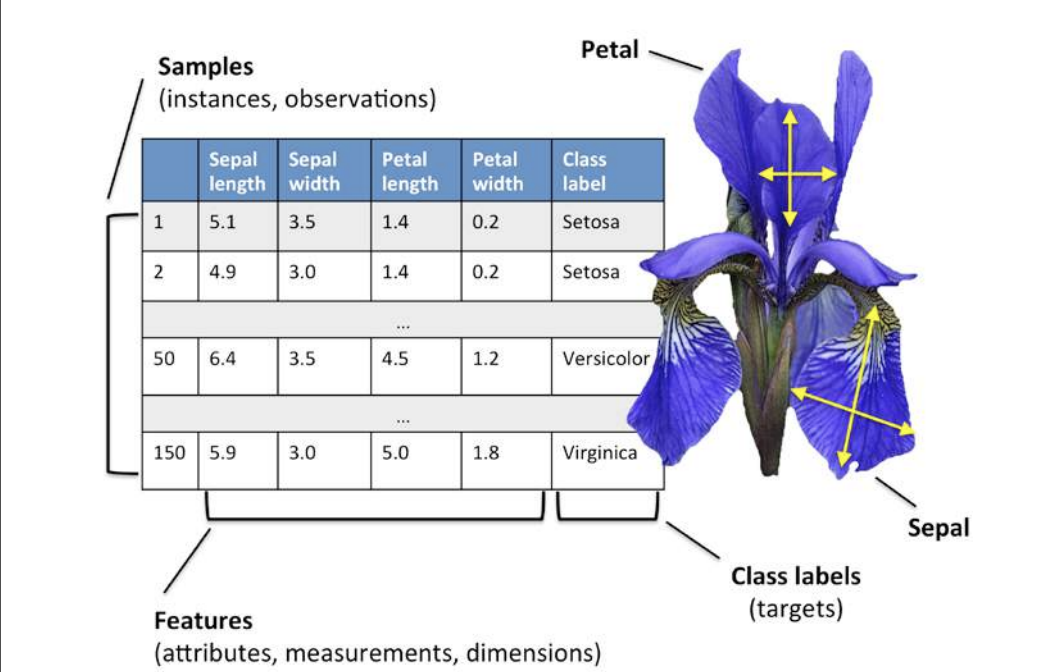 Petal
Samples
(instances, observations)
Sepal length Sepal width Petal length Petal width Class label
1 5.1 3.5 1.4 0.2 Setosa
2 4.9 3.0 1.4 0.2 Setosa
...
50 6.4 3.5 4.5 1.2 Versicolor
...
150 5.9 3.0 5.0 1.8 Virginica
Sepal
Class labels
(targets)
Features
(attributes, measurements, dimensions)